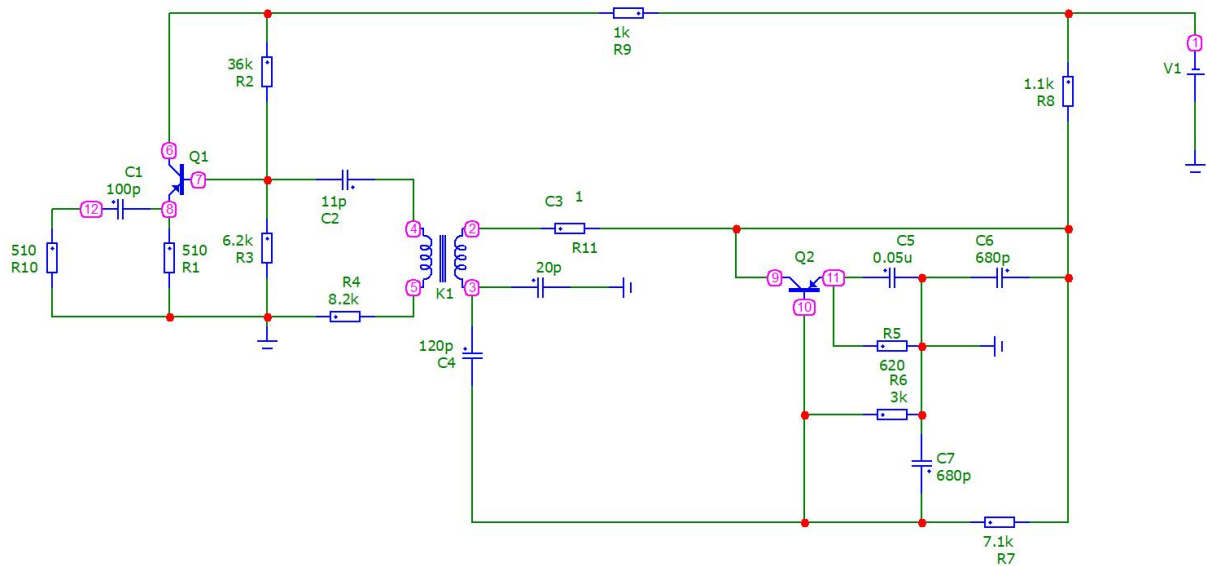 1k
R9
1
V1
36k
R2
1.1k
R8
6
Q1
7
C1
100p
12
8
11p
C2
510
R10
510
R1
6.2k
R3
4
2
C3
1
R11
C5
0.05u
C6
680p
Q2
9
11
10
5
3
K1
20p
R4
8.2k
120p
C4
R5
620
R6
3k
C7
680p
7.1k
R7